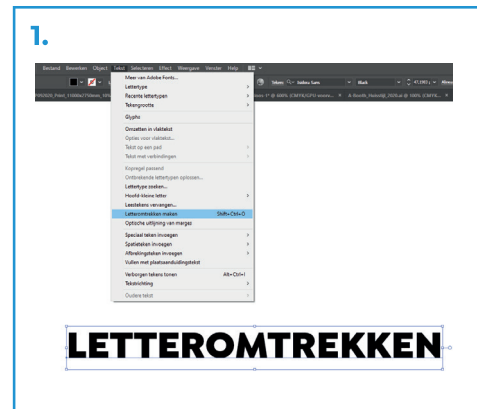 1.
Bestand Bewerken Object Tekst Selecteren Effect Weergave Venster Help
Meer van Adobe Fonts...
Lettertype
Recente lettertypen
Tekengrootte
Glyphs
Omzetten in vlaktekst
Opties voor vlaktekst...
Tekst op een pad
Tekst met verbindingen
Kopregel passend
Ontbrekende lettertypen oplossen...
Lettertype zoeken...
Hoofd-/kleine letter
Leestekens vervangen...
Letteromtrekken maken Shift+Ctrl+O
Optische uitlijning van marges
Speciaal teken invoegen
Spatieteken invoegen
Afbrekingsteken invoegen
Vullen met plaatsaanduidingstekst
Verborgen tekens tonen Alt+Ctrl+I
Tekstrichting
Oudere tekst
LETTEROMTREKKEN